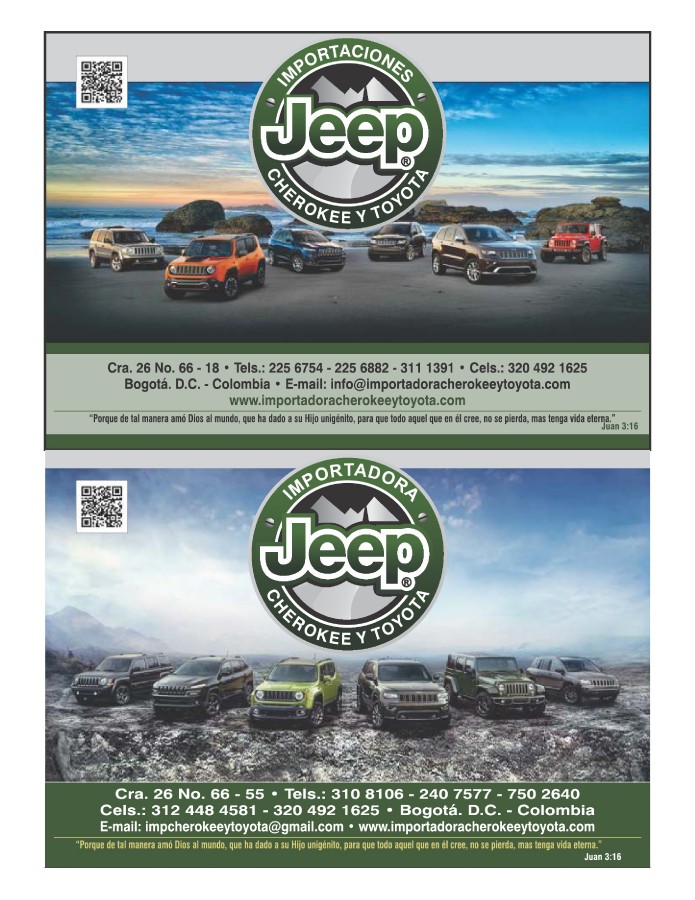 IMPORTACIONES
Jeep®
CHEROKEE Y TOYOTA
Cra. 26 No. 66 - 18 • Tels.: 225 6754 - 225 6882 - 311 1391 • Cels.: 320 492 1625
Bogotá. D.C. - Colombia • E-mail: info@importadoracherokeeytoyota.com
www.importadoracherokeeytoyota.com
“Porque de tal manera amó Dios al mundo, que ha dado a su Hijo unigénito, para que todo aquel que en él cree, no se pierda, mas tenga vida eterna.”
Juan 3:16
IMPORTADORA
Jeep®
CHEROKEE Y TOYOTA
Cra. 26 No. 66 - 55 • Tels.: 310 8106 - 240 7577 - 750 2640
Cels.: 312 448 4581 - 320 492 1625 • Bogotá. D.C. - Colombia
E-mail: impcherokeeytoyota@gmail.com • www.importadoracherokeeytoyota.com
“Porque de tal manera amó Dios al mundo, que ha dado a su Hijo unigénito, para que todo aquel que en él cree, no se pierda, mas tenga vida eterna.”
Juan 3:16